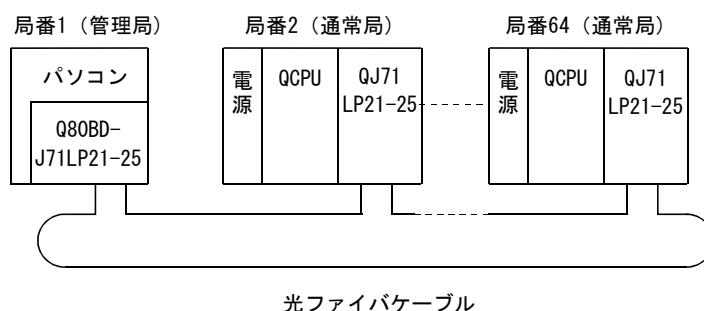 局番1（管理局）
局番2（通常局）
局番64（通常局）
パソコン
Q80BD-
J71LP21-25
電源
QCPU
QJ71
LP21-25
電源
QCPU
QJ71
LP21-25
光ファイバケーブル